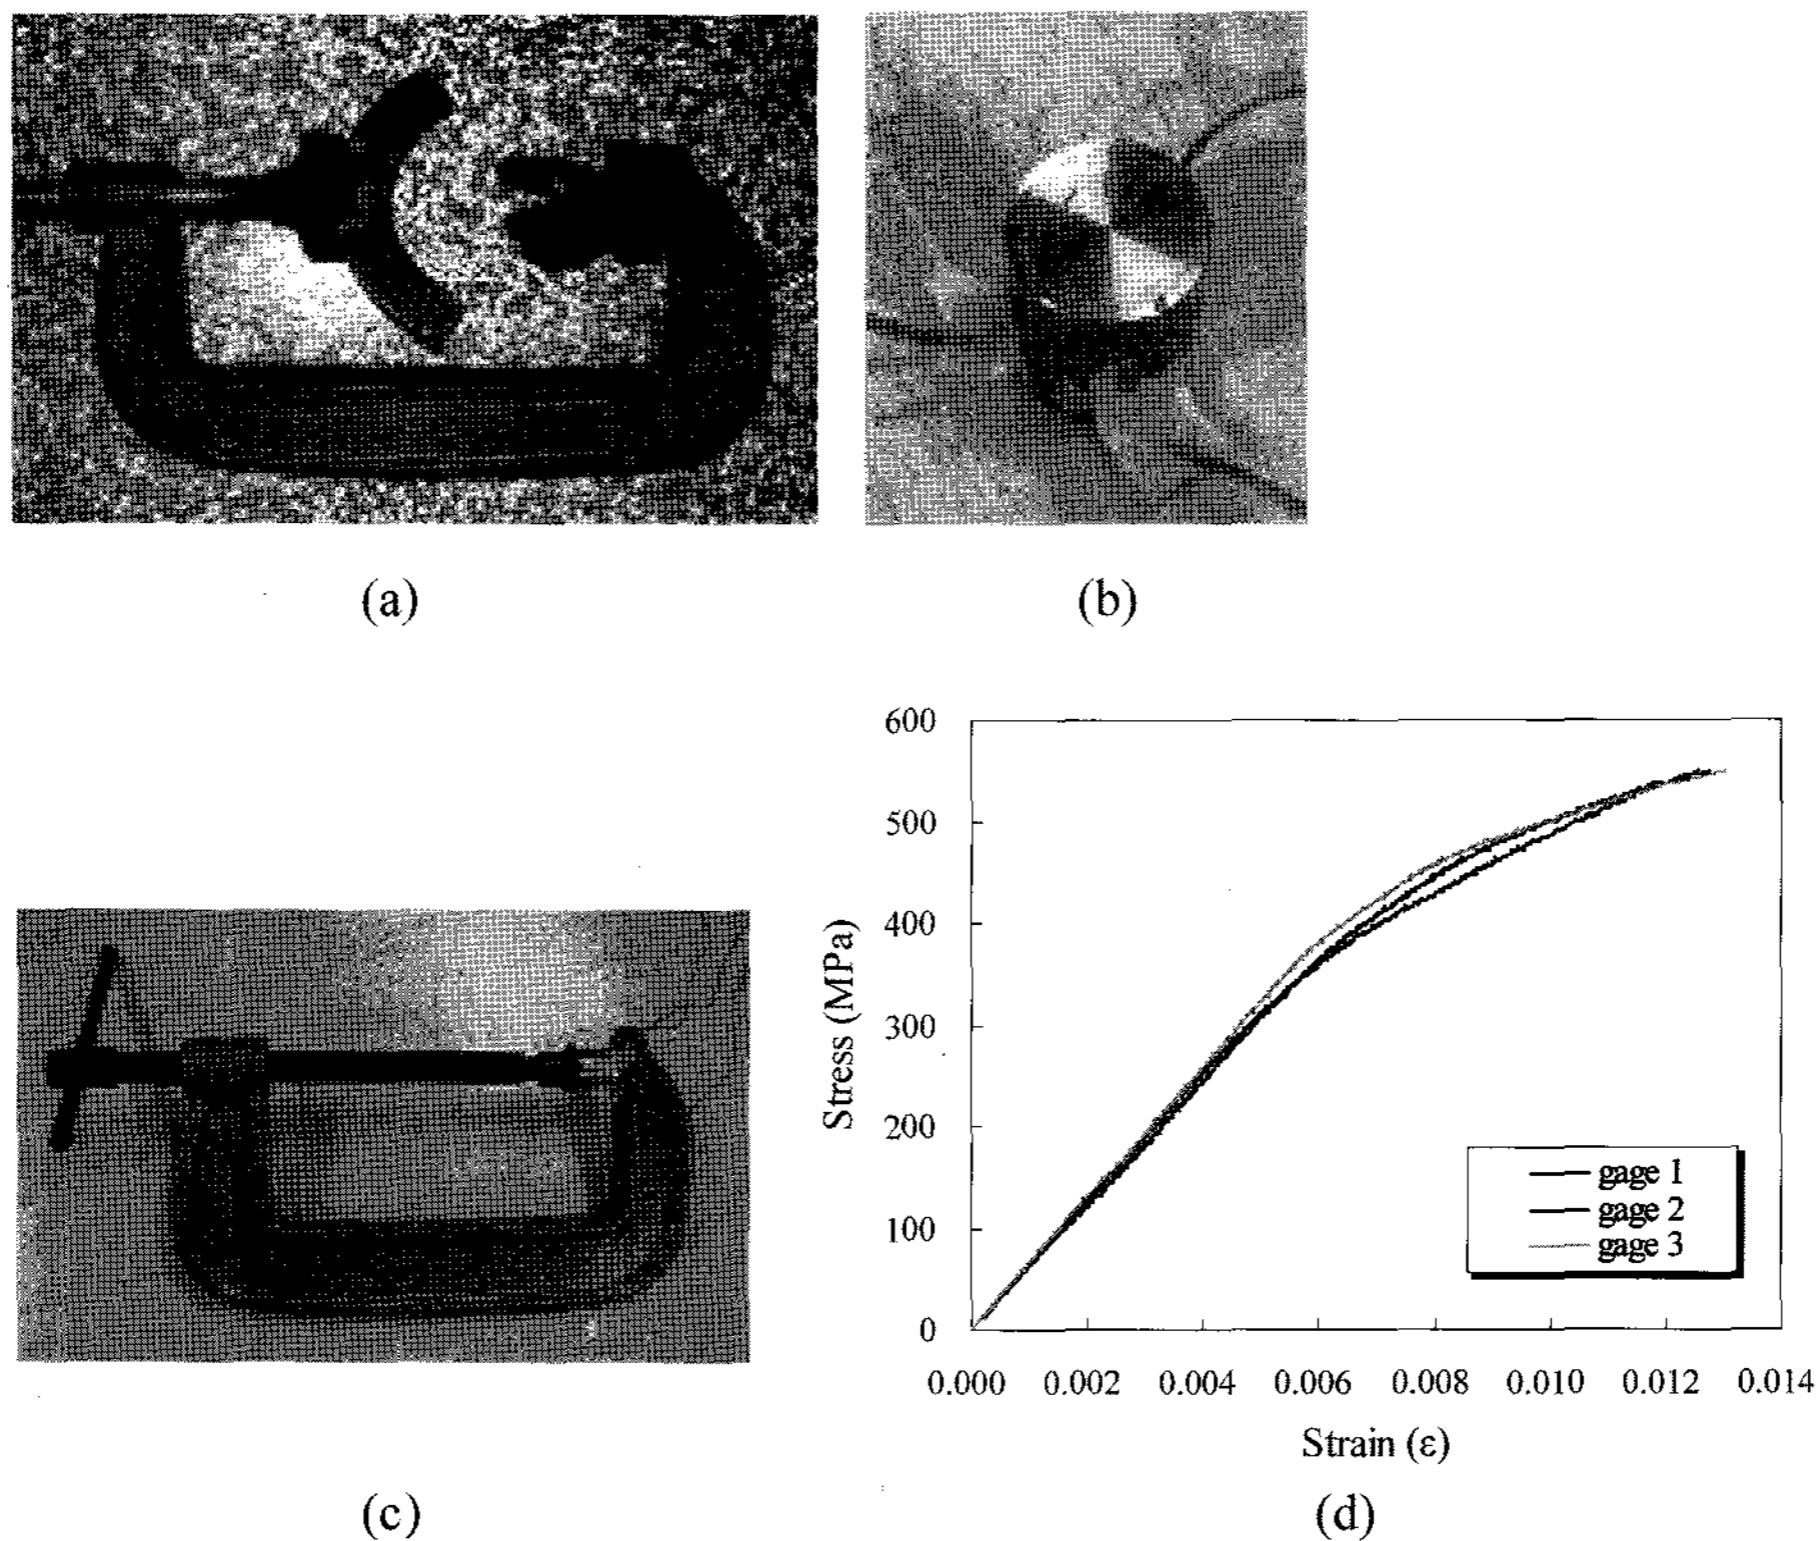 (a)
(b)
600
500
400
300
200
100
0
Stress (MPa)
gage 1
gage 2
gage 3
0.000 0.002 0.004 0.006 0.008 0.010 0.012 0.014
Strain (ε)
(c)
(d)